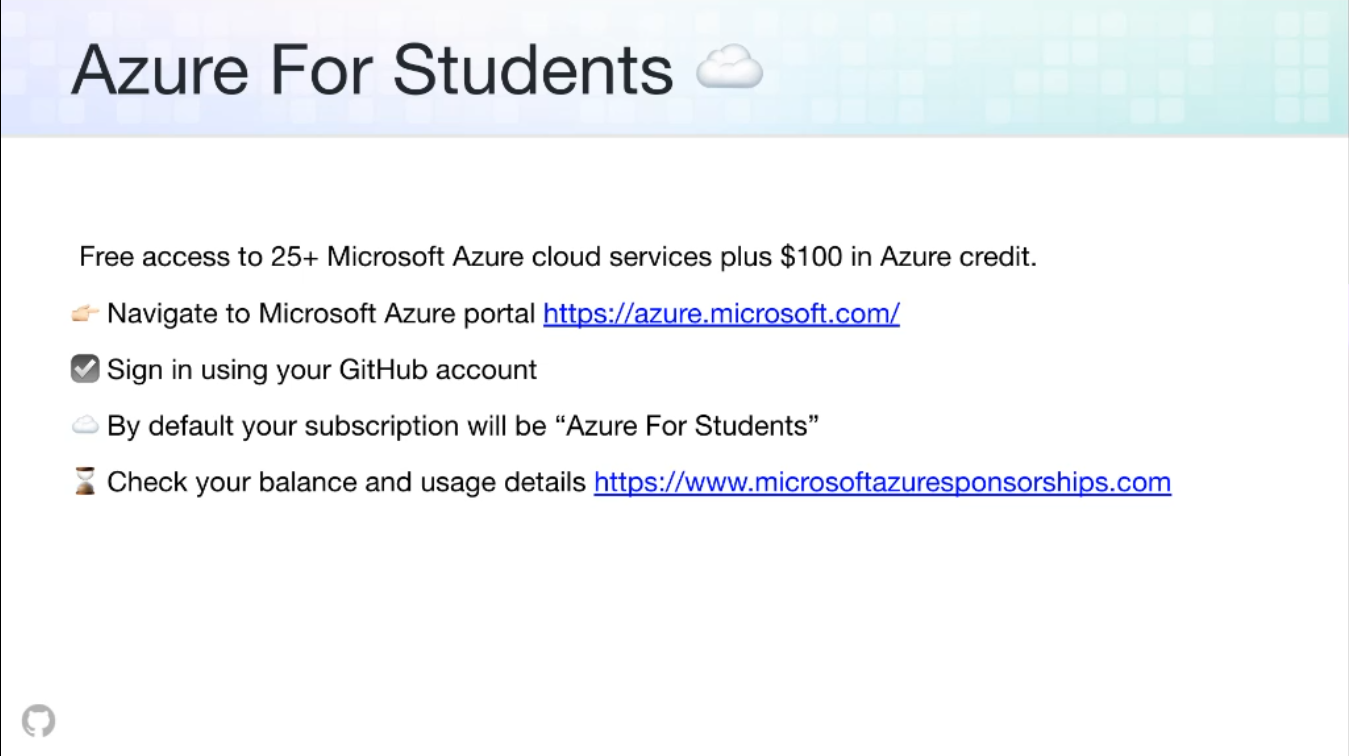 Azure For Students ☁️
Free access to 25+ Microsoft Azure cloud services plus $100 in Azure credit.
👉🏻 Navigate to Microsoft Azure portal https://azure.microsoft.com/
☑️ Sign in using your GitHub account
☁️ By default your subscription will be “Azure For Students”
⏳ Check your balance and usage details https://www.microsoftazuresponsorships.com